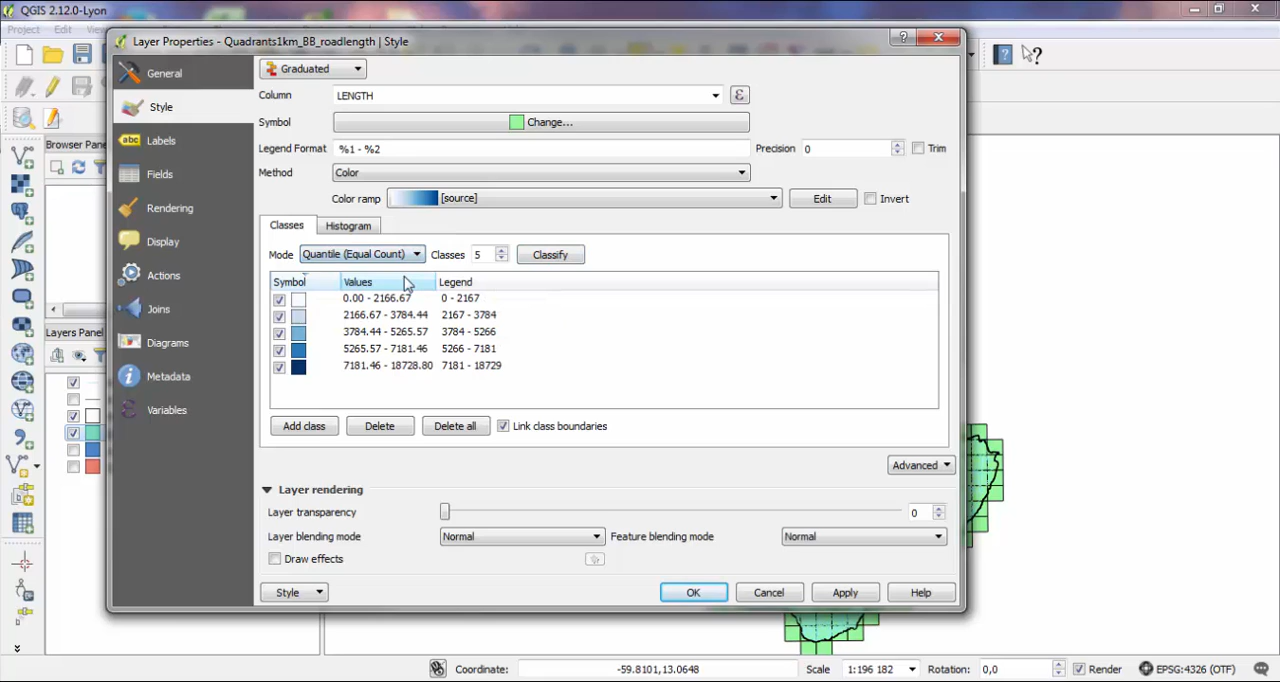 QGIS 2.12.0-Lyon
Project Edit
Layer Properties - Quadrants1km_BB_roadlength | Style
General
Style
Labels
Fields
Rendering
Display
Actions
Joins
Diagrams
Metadata
Variables
Browser Pane
Layers Panel
Graduated
Column LENGTH ε
Symbol Change...
Legend Format %1 - %2 Precision 0 Trim
Method Color
Color ramp [source] Edit Invert
Classes Histogram
Mode Quantile (Equal Count) Classes 5 Classify
Symbol Values Legend
0.00 - 2166.67 0 - 2167
2166.67 - 3784.44 2167 - 3784
3784.44 - 5265.57 3784 - 5266
5265.57 - 7181.46 5266 - 7181
7181.46 - 18728.80 7181 - 18729
Add class Delete Delete all Link class boundaries
Advanced
Layer rendering
Layer transparency 0
Layer blending mode Normal Feature blending mode Normal
Draw effects
Style OK Cancel Apply Help
Coordinate: -59.8101,13.0648 Scale 1:196 182 Rotation: 0,0 Render EPSG:4326 (OTF)